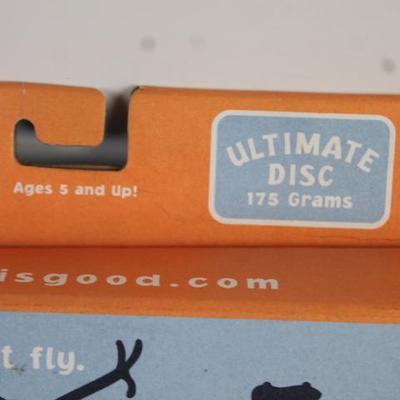 ULTIMATE
DISC
175 Grams
Ages 5 and Up!
isgood.com
t fly.